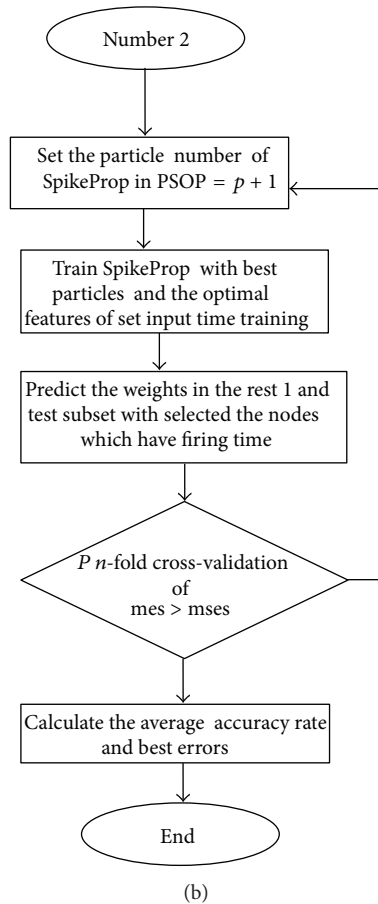 Number 2
Set the particle number of
SpikeProp in PSOP = p + 1
Train SpikeProp with best
particles and the optimal
features of set input time training
Predict the weights in the rest 1 and
test subset with selected the nodes
which have firing time
P n-fold cross-validation
of
mes > mses
Calculate the average accuracy rate
and best errors
End
(b)